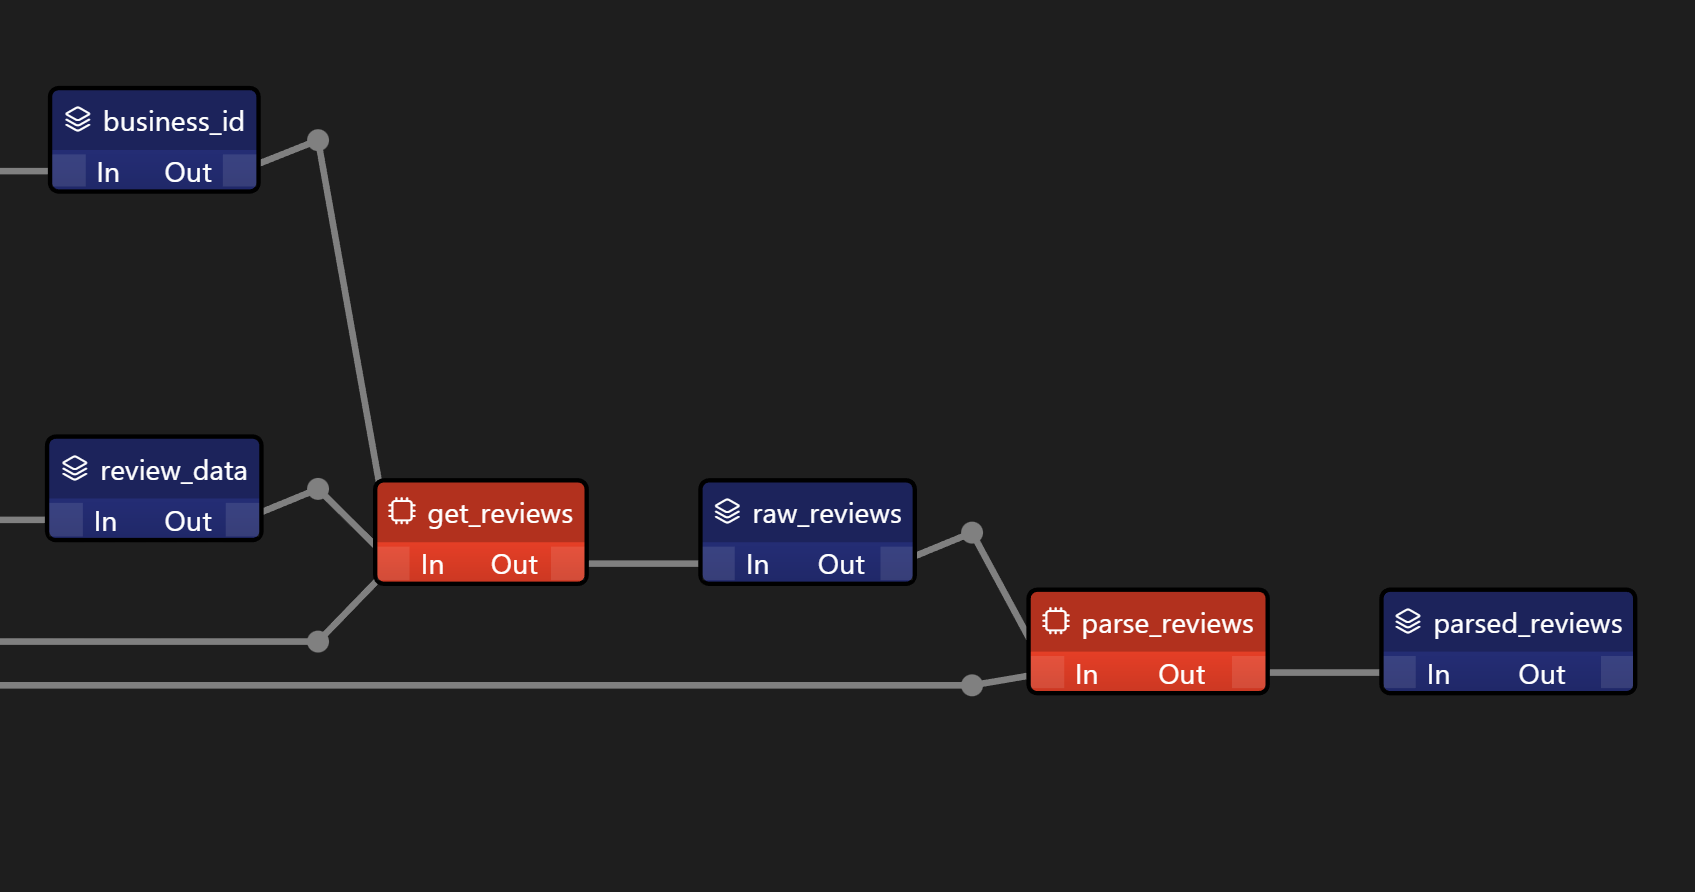 business_id
In Out
review_data
In Out
get_reviews
In Out
raw_reviews
In Out
parse_reviews
In Out
parsed_reviews
In Out